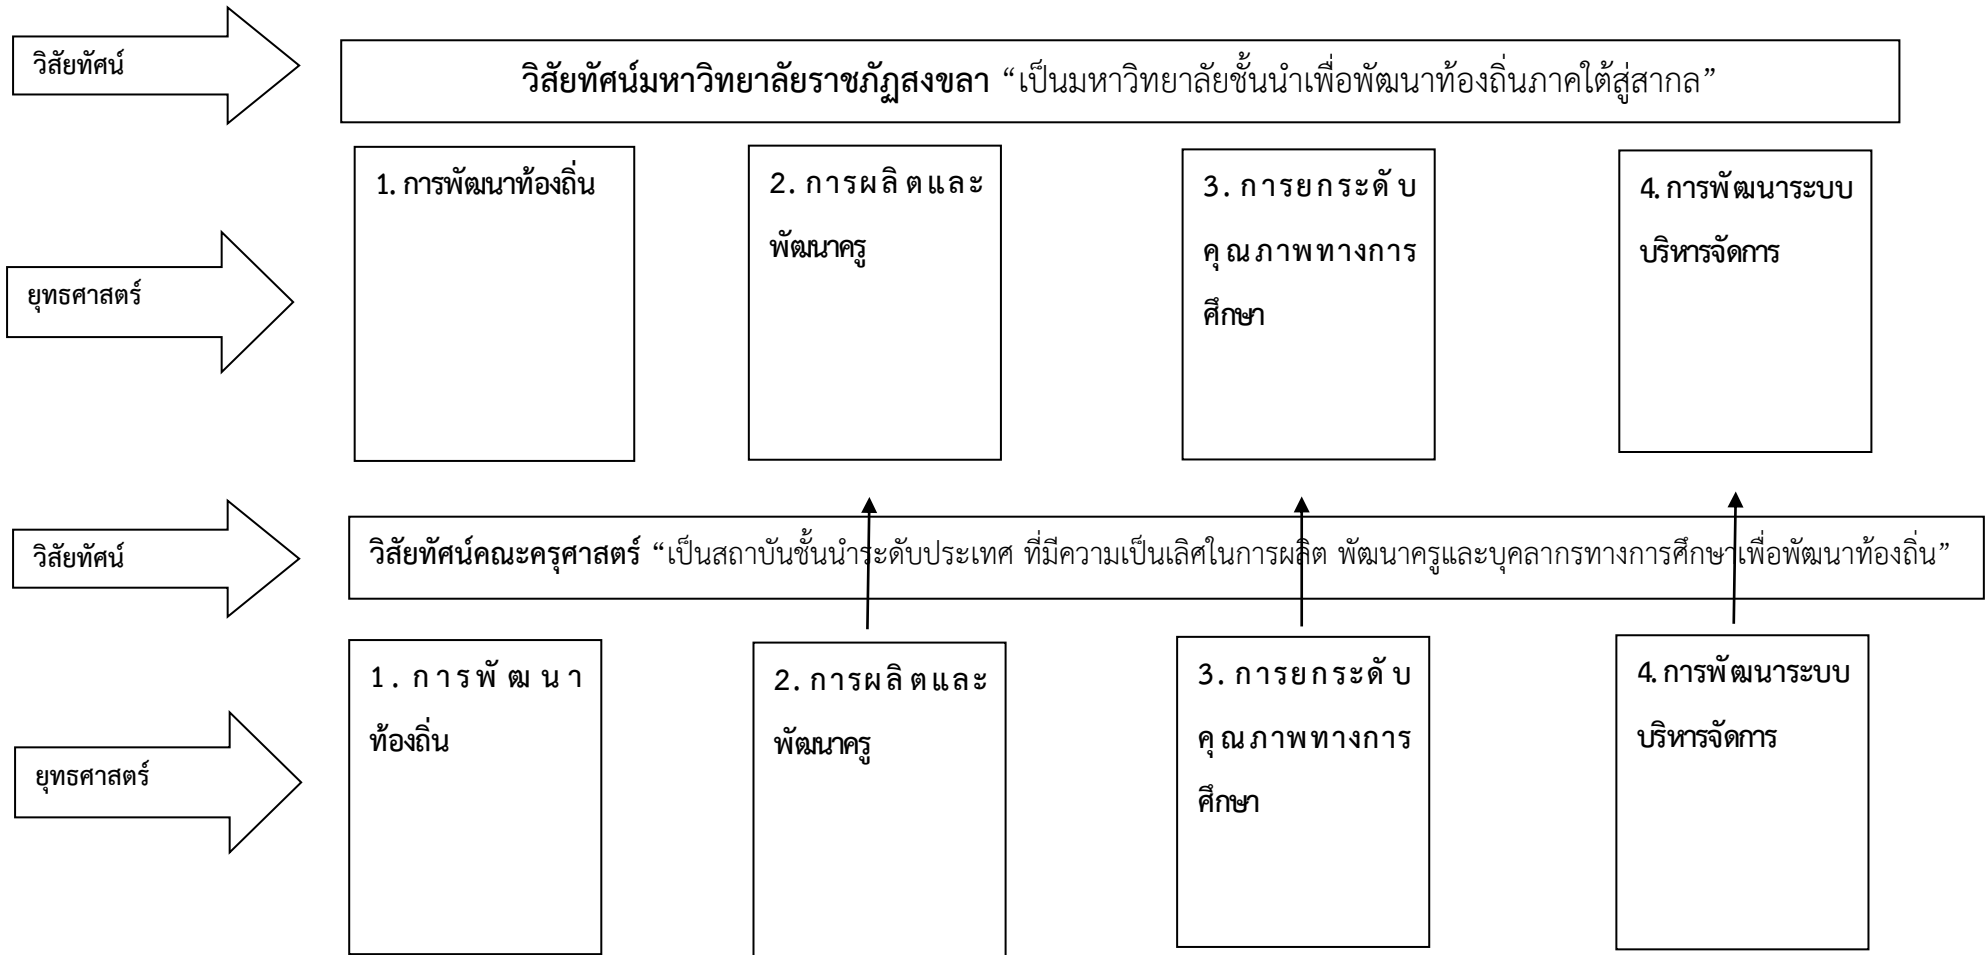 วิสัยทัศน์
วิสัยทัศน์มหาวิทยาลัยราชภัฏสงขลา “เป็นมหาวิทยาลัยชั้นนำเพื่อพัฒนาท้องถิ่นภาคใต้สู่สากล”
ยุทธศาสตร์
1. การพัฒนาท้องถิ่น
2. การผลิตและ
พัฒนาครู
3. การยกระดับ
คุณภาพทางการ
ศึกษา
4. การพัฒนาระบบ
บริหารจัดการ
วิสัยทัศน์
วิสัยทัศน์คณะครุศาสตร์ “เป็นสถาบันชั้นนำระดับประเทศ ที่มีความเป็นเลิศในการผลิต พัฒนาครูและบุคลากรทางการศึกษาเพื่อพัฒนาท้องถิ่น”
ยุทธศาสตร์
1. การพัฒนา
ท้องถิ่น
2. การผลิตและ
พัฒนาครู
3. การยกระดับ
คุณภาพทางการ
ศึกษา
4. การพัฒนาระบบ
บริหารจัดการ